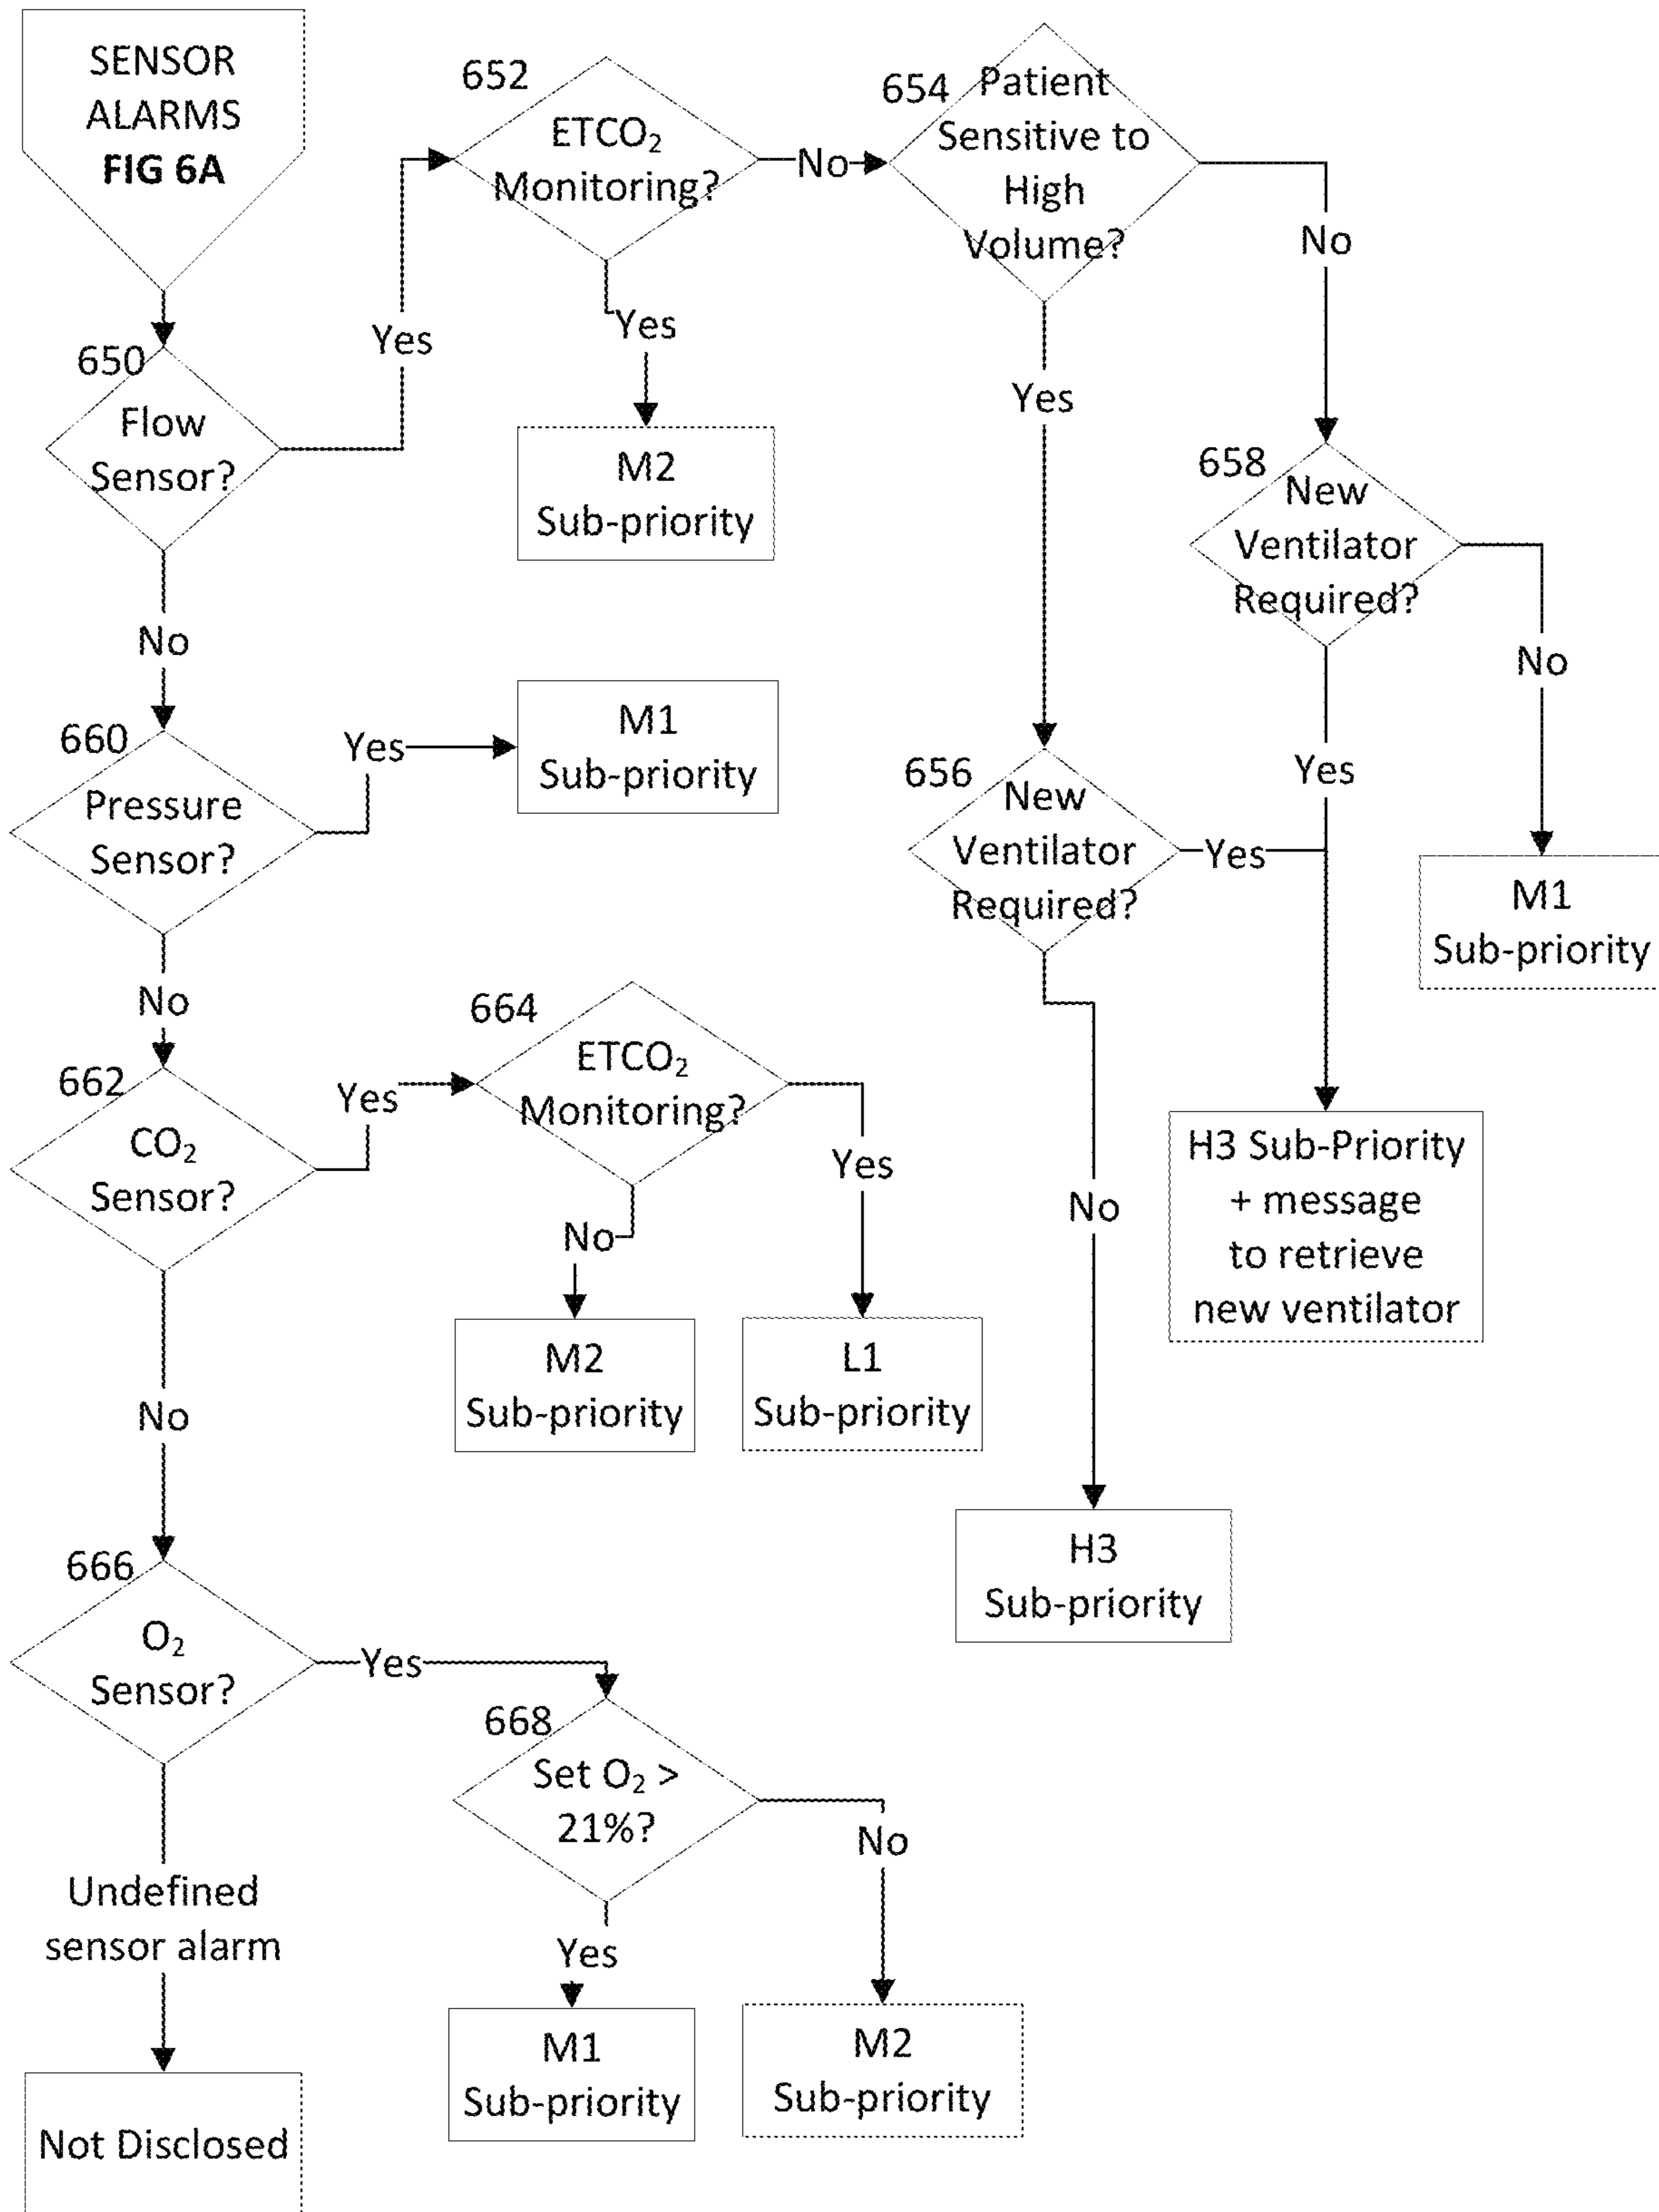 SENSOR
ALARMS
FIG 6A
652
ETCO₂
Monitoring?
No
Yes
M2
Sub-priority
654
Patient
Sensitive to
High
Volume?
No
Yes
650
Flow
Sensor?
Yes
No
658
New
Ventilator
Required?
No
Yes
M1
Sub-priority
656
New
Ventilator
Required?
Yes
No
H3 Sub-Priority
+ message
to retrieve
new ventilator
H3
Sub-priority
660
Pressure
Sensor?
Yes
M1
Sub-priority
No
662
CO₂
Sensor?
Yes
664
ETCO₂
Monitoring?
No
Yes
M2
Sub-priority
L1
Sub-priority
No
666
O₂
Sensor?
Yes
668
Set O₂ >
21%?
No
Yes
M1
Sub-priority
M2
Sub-priority
Undefined
sensor alarm
Not Disclosed